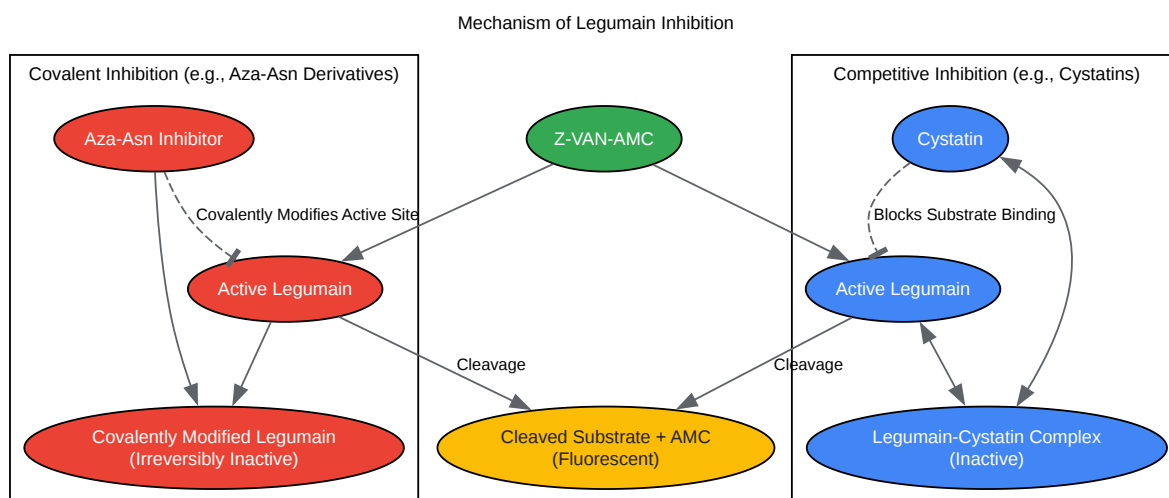 Mechanism of Legumain Inhibition
Covalent Inhibition (e.g., Aza-Asn Derivatives)
Competitive Inhibition (e.g., Cystatins)
Aza-Asn Inhibitor
Z-VAN-AMC
Cystatin
Covalently Modifies Active Site
Blocks Substrate Binding
Active Legumain
Active Legumain
Cleavage
Cleavage
Covalently Modified Legumain
(Irreversibly Inactive)
Cleaved Substrate + AMC
(Fluorescent)
Legumain-Cystatin Complex
(Inactive)